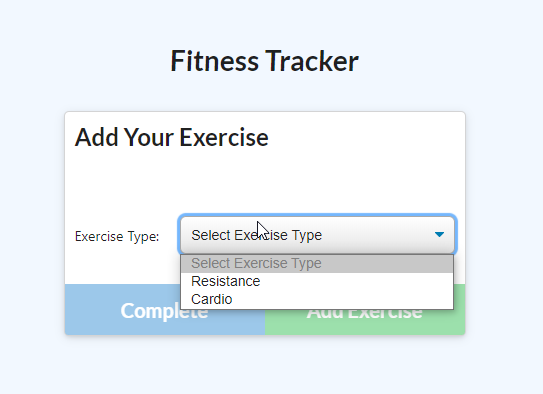 Fitness Tracker
Add Your Exercise
Exercise Type: Select Exercise Type
Select Exercise Type
Resistance
Cardio
Complete Add Exercise